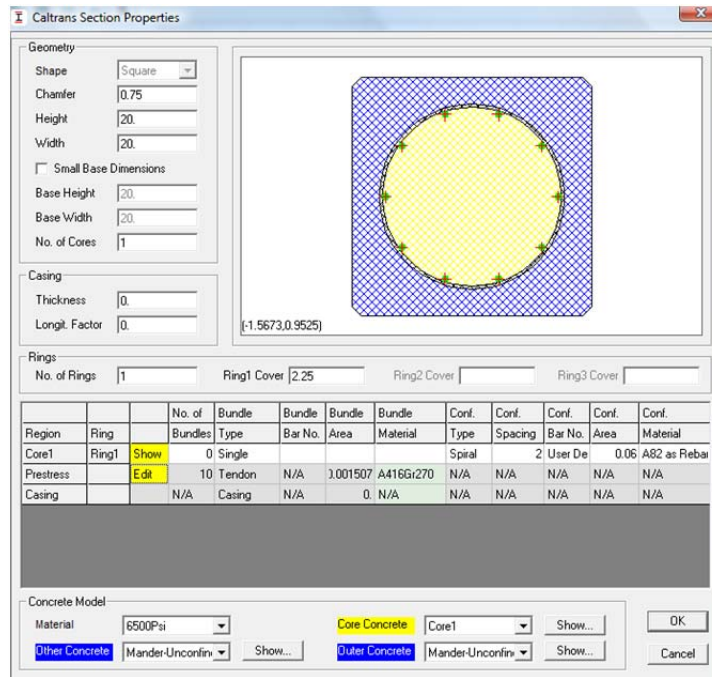 Caltrans Section Properties
Geometry
Shape Square
Chamfer 0.75
Height 20.
Width 20.
Small Base Dimensions
Base Height 20.
Base Width 20.
No. of Cores 1
Casing
Thickness 0.
Longit. Factor 0.
(-1.5673,0.9525)
Rings
No. of Rings 1 Ring1 Cover 2.25 Ring2 Cover Ring3 Cover
No. of Bundle Bundle Bundle Bundle Conf. Conf. Conf. Conf. Conf.
Region Ring Bundles Type Bar No. Area Material Type Spacing Bar No. Area Material
Core1 Ring1 Show 0 Single Spiral 2 User De 0.06 A82 as Rebar
Prestress Edit 10 Tendon N/A 0.001507 A416Gr270 N/A N/A N/A N/A N/A
Casing N/A Casing N/A 0. N/A N/A N/A N/A N/A N/A
Concrete Model
Material 6500Psi Core Concrete Core1 Show... OK
Other Concrete Mander-Unconfin Show... Outer Concrete Mander-Unconfin Show... Cancel